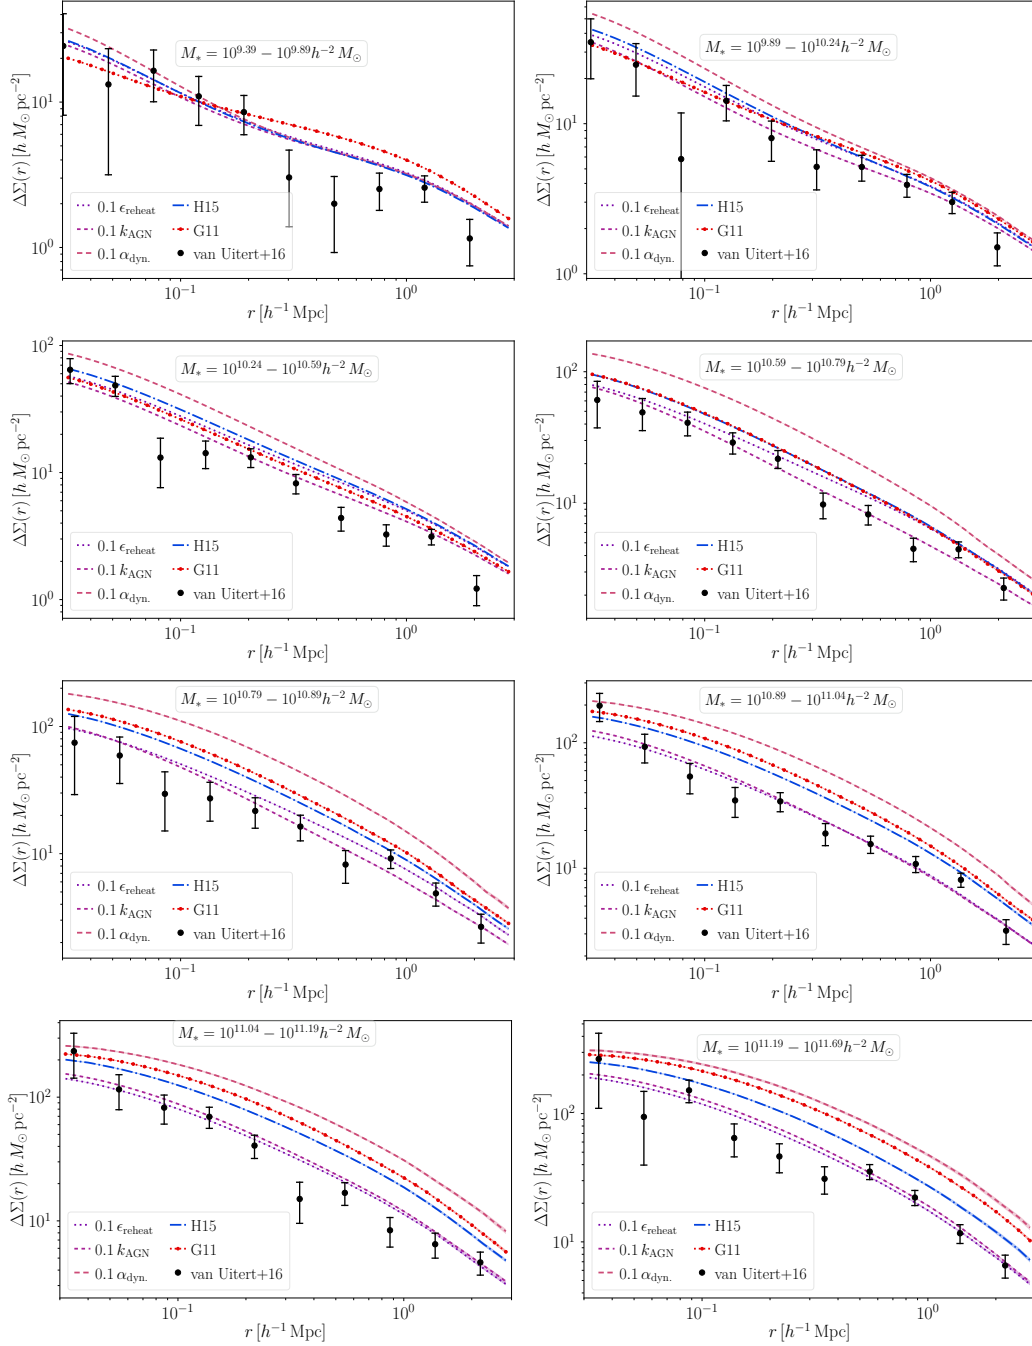 M* = 10^9.39 − 10^9.89 h^−2 M⊙
ΔΣ(r) [h M⊙ pc^−2]
10^1
10^0
0.1 ϵreheat
0.1 kAGN
0.1 αdyn.
H15
G11
van Uitert+16
10^−1
10^0
r [h^−1 Mpc]
M* = 10^9.89 − 10^10.24 h^−2 M⊙
ΔΣ(r) [h M⊙ pc^−2]
10^1
10^0
0.1 ϵreheat
0.1 kAGN
0.1 αdyn.
H15
G11
van Uitert+16
10^−1
10^0
r [h^−1 Mpc]
M* = 10^10.24 − 10^10.59 h^−2 M⊙
ΔΣ(r) [h M⊙ pc^−2]
10^2
10^1
10^0
0.1 ϵreheat
0.1 kAGN
0.1 αdyn.
H15
G11
van Uitert+16
10^−1
10^0
r [h^−1 Mpc]
M* = 10^10.59 − 10^10.79 h^−2 M⊙
ΔΣ(r) [h M⊙ pc^−2]
10^2
10^1
10^0
0.1 ϵreheat
0.1 kAGN
0.1 αdyn.
H15
G11
van Uitert+16
10^−1
10^0
r [h^−1 Mpc]
M* = 10^10.79 − 10^10.89 h^−2 M⊙
ΔΣ(r) [h M⊙ pc^−2]
10^2
10^1
0.1 ϵreheat
0.1 kAGN
0.1 αdyn.
H15
G11
van Uitert+16
10^−1
10^0
r [h^−1 Mpc]
M* = 10^10.89 − 10^11.04 h^−2 M⊙
ΔΣ(r) [h M⊙ pc^−2]
10^2
10^1
0.1 ϵreheat
0.1 kAGN
0.1 αdyn.
H15
G11
van Uitert+16
10^−1
10^0
r [h^−1 Mpc]
M* = 10^11.04 − 10^11.19 h^−2 M⊙
ΔΣ(r) [h M⊙ pc^−2]
10^2
10^1
0.1 ϵreheat
0.1 kAGN
0.1 αdyn.
H15
G11
van Uitert+16
10^−1
10^0
r [h^−1 Mpc]
M* = 10^11.19 − 10^11.69 h^−2 M⊙
ΔΣ(r) [h M⊙ pc^−2]
10^2
10^1
0.1 ϵreheat
0.1 kAGN
0.1 αdyn.
H15
G11
van Uitert+16
10^−1
10^0
r [h^−1 Mpc]